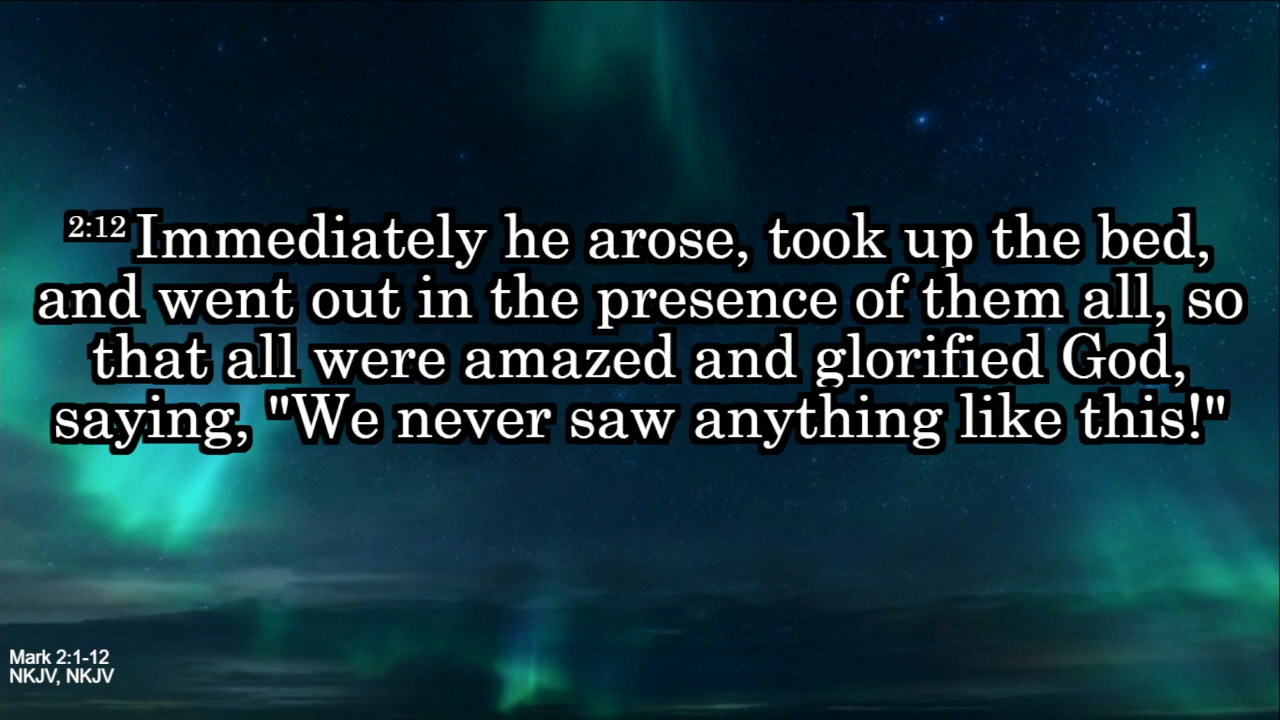 2:12 Immediately he arose, took up the bed,
and went out in the presence of them all, so
that all were amazed and glorified God,
saying, "We never saw anything like this!"
Mark 2:1-12
NKJV, NKJV